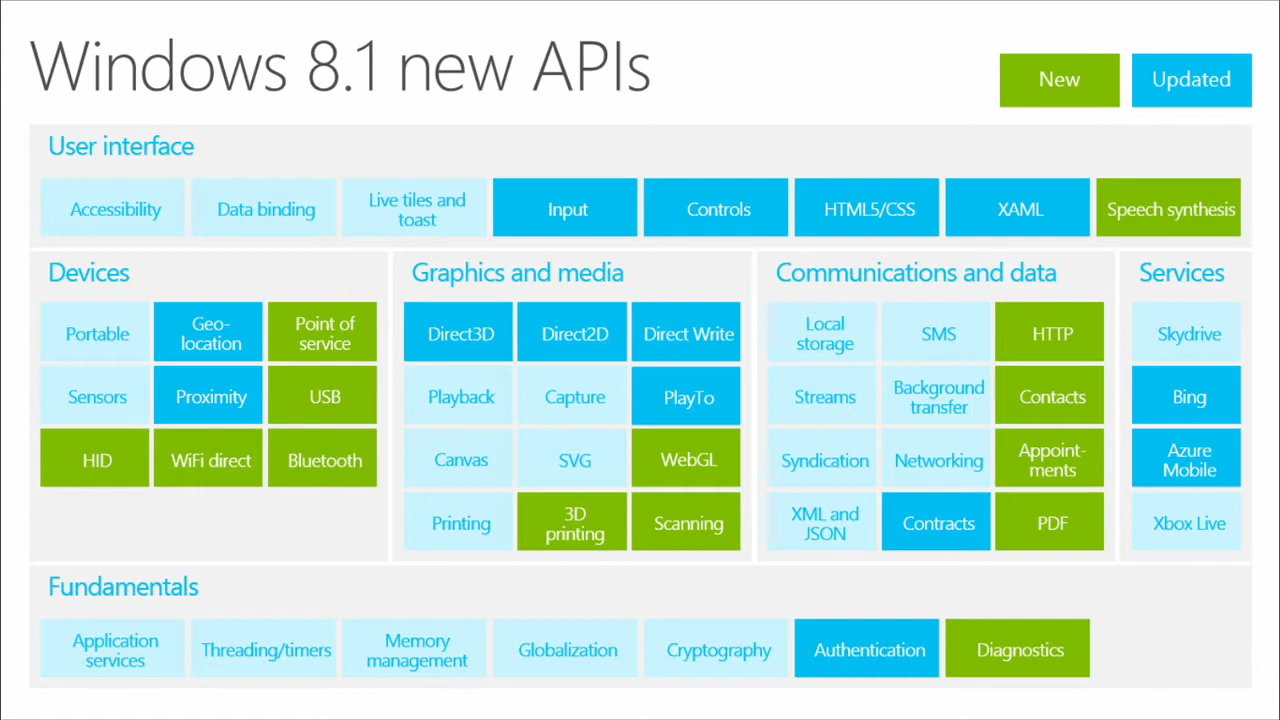 Windows 8.1 new APIs
New
Updated
User interface
Accessibility
Data binding
Live tiles and
toast
Input
Controls
HTML5/CSS
XAML
Speech synthesis
Devices
Portable
Geo-
location
Point of
service
Sensors
Proximity
USB
HID
WiFi direct
Bluetooth
Graphics and media
Direct3D
Direct2D
Direct Write
Playback
Capture
PlayTo
Canvas
SVG
WebGL
Printing
3D
printing
Scanning
Communications and data
Local
storage
SMS
HTTP
Streams
Background
transfer
Contacts
Syndication
Networking
Appoint-
ments
XML and
JSON
Contracts
PDF
Services
Skydrive
Bing
Azure
Mobile
Xbox Live
Fundamentals
Application
services
Threading/timers
Memory
management
Globalization
Cryptography
Authentication
Diagnostics